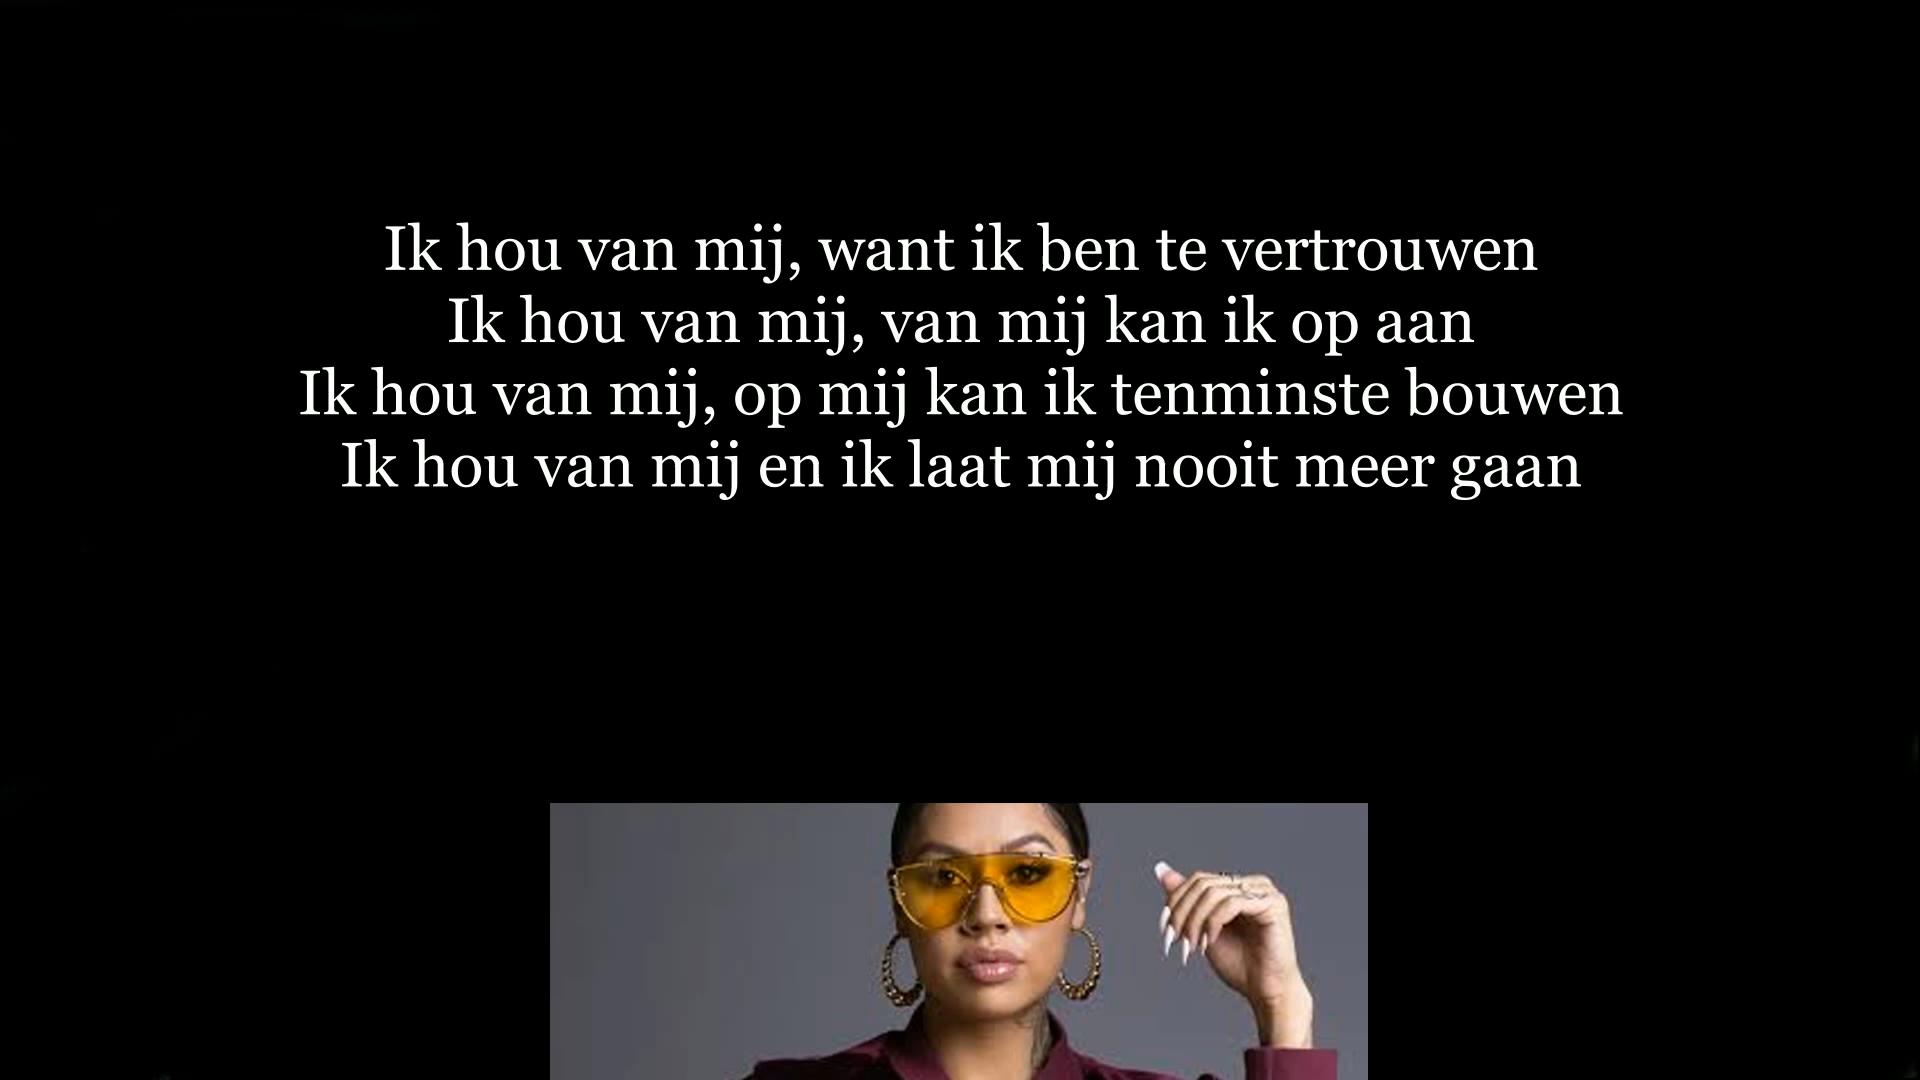 Ik hou van mij, want ik ben te vertrouwen
Ik hou van mij, van mij kan ik op aan
Ik hou van mij, op mij kan ik tenminste bouwen
Ik hou van mij en ik laat mij nooit meer gaan